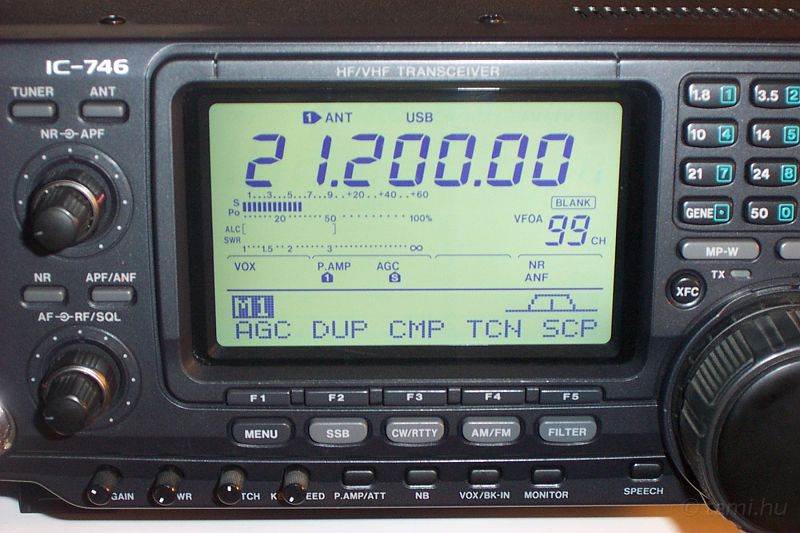 IC-746
HF/VHF TRANSCEIVER
TUNER ANT
NR APF
NR APF/ANF
AF RF/SQL
1 ANT USB
21.200.00
S 1...3...5...7...9..+20..+40..+60
Po 20 50 100%
ALC
SWR 1 1.5 2 3 ∞
BLANK
VFOA 99 CH
VOX P.AMP AGC NR
1 S ANF
M1
AGC DUP CMP TCN SCP
F1 F2 F3 F4 F5
MENU SSB CW/RTTY AM/FM FILTER
GAIN P.AMP/ATT NB VOX/BK-IN MONITOR SPEECH
1.8 1 3.5 2
10 4 14 5
21 7 24 8
GENE • 50 0
MP-W
TX
XFC
© tami.hu